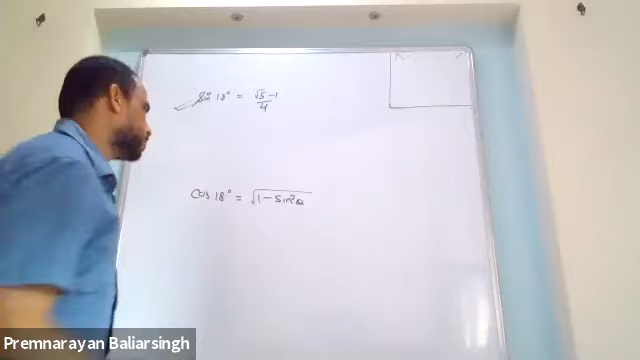 sin 18° = √5-1/4
cos 18° = √1-sin²θ
Premnarayan Baliarsingh